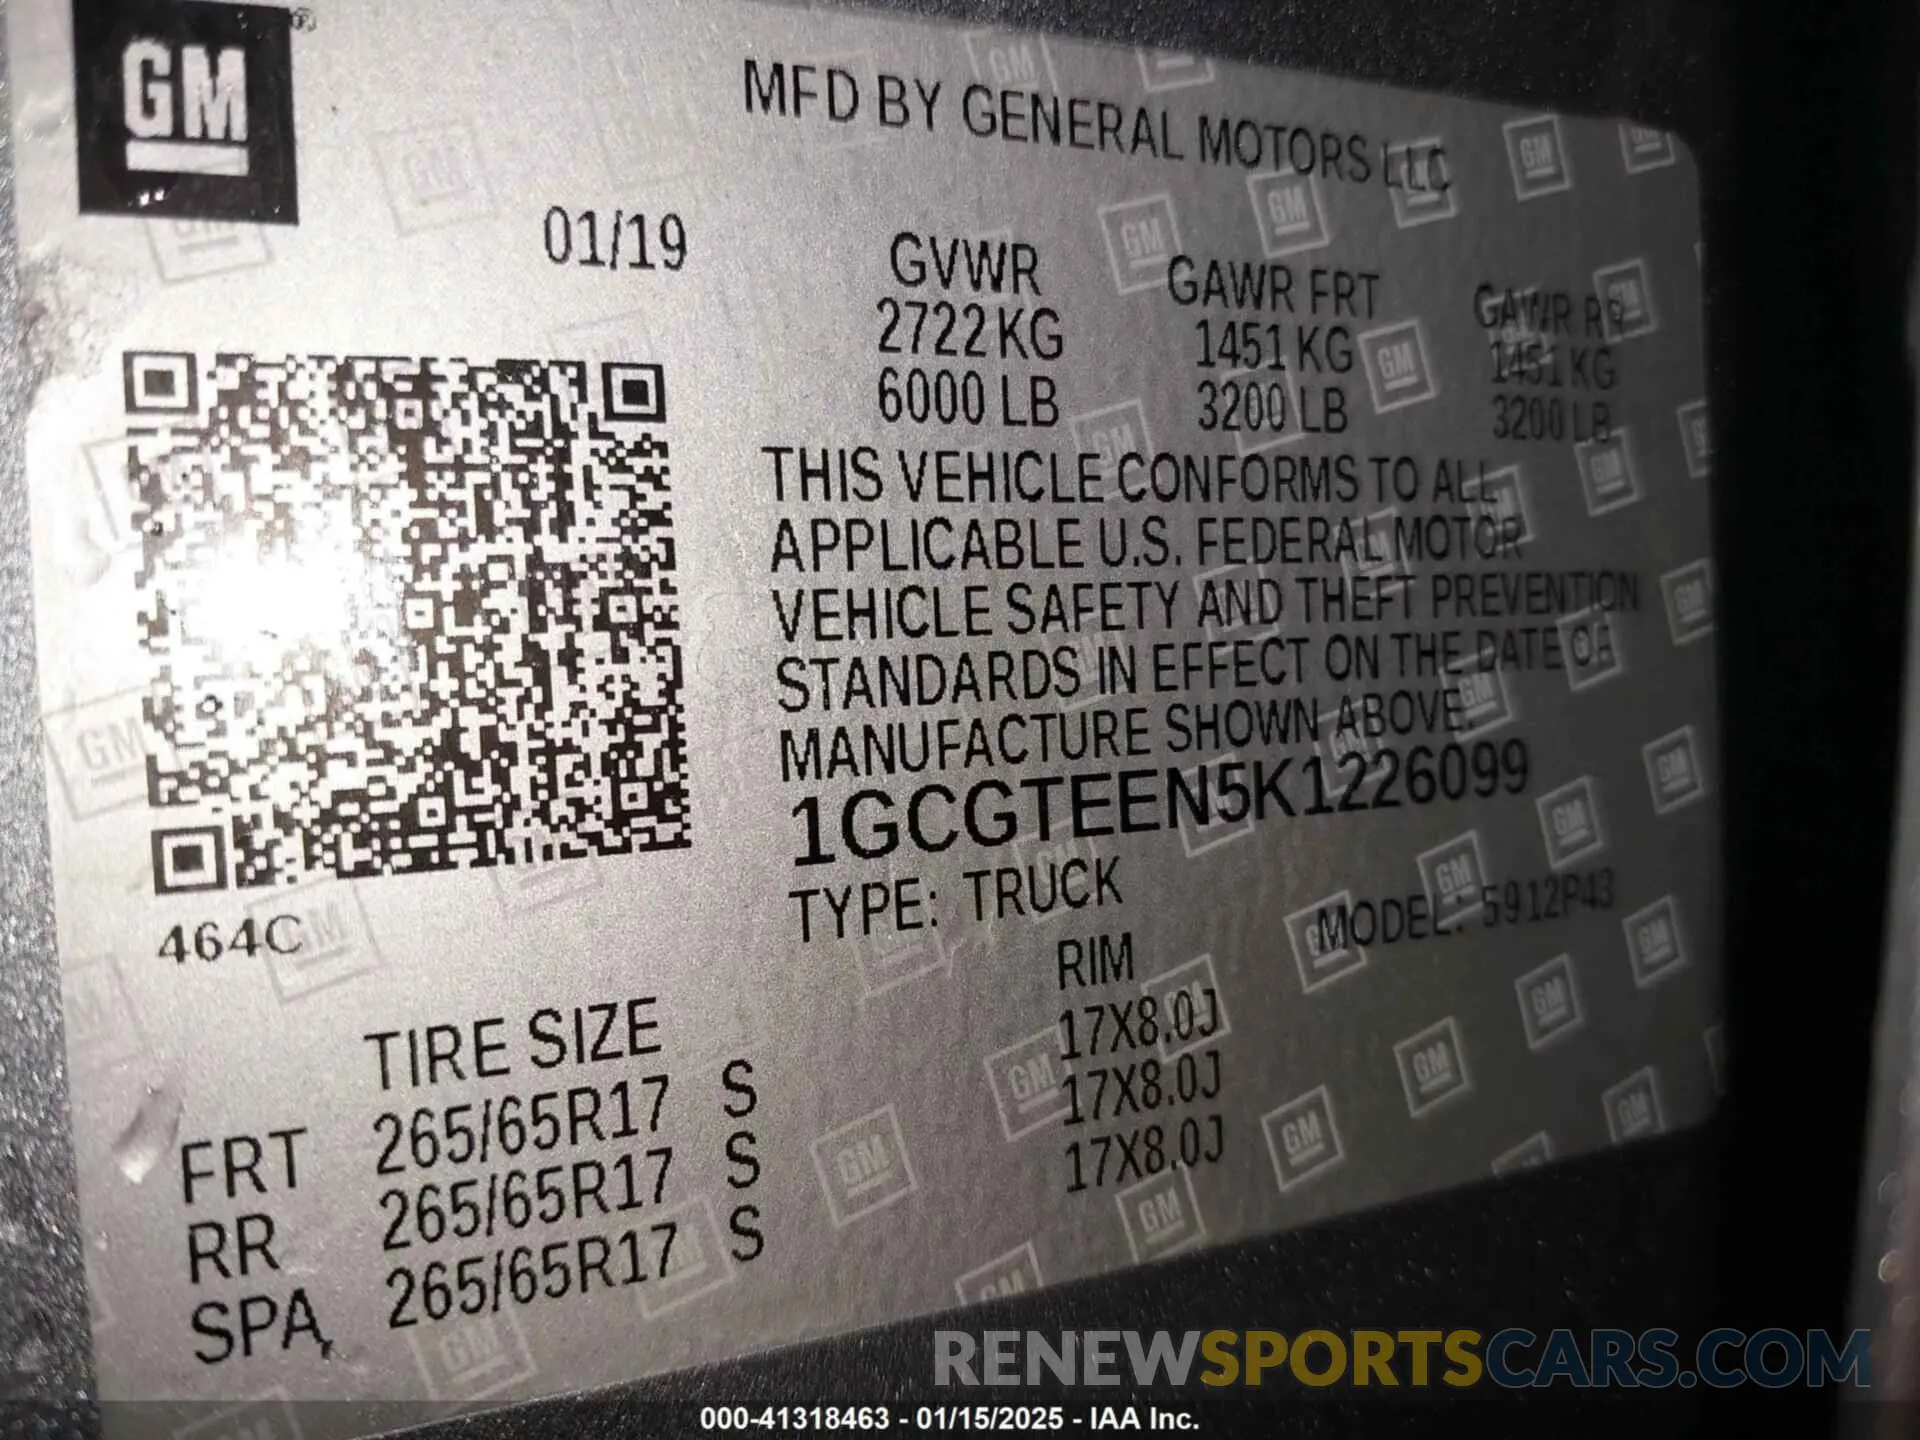 GM ®
MFD BY GENERAL MOTORS LLC
01/19
GVWR GAWR FRT GAWR RR
2722 KG 1451 KG 1451 KG
6000 LB 3200 LB 3200 LB
THIS VEHICLE CONFORMS TO ALL
APPLICABLE U.S. FEDERAL MOTOR
VEHICLE SAFETY AND THEFT PREVENTION
STANDARDS IN EFFECT ON THE DATE OF
MANUFACTURE SHOWN ABOVE.
1GCGTEEN5K1226099
TYPE: TRUCK MODEL: 5912P43
464C
TIRE SIZE RIM
FRT 265/65R17 S 17X8.0J
RR 265/65R17 S 17X8.0J
SPA 265/65R17 S 17X8.0J
RENEWSPORTSCARS.COM
000-41318463 - 01/15/2025 - IAA Inc.